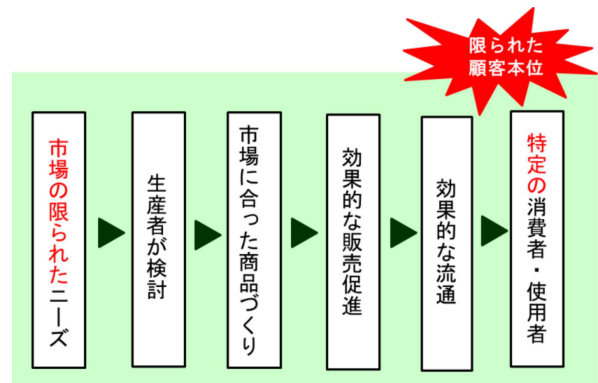 限られた
顧客本位
市場の限られたニーズ
生産者が検討
市場に合った商品づくり
効果的な販売促進
効果的な流通
特定の消費者・使用者